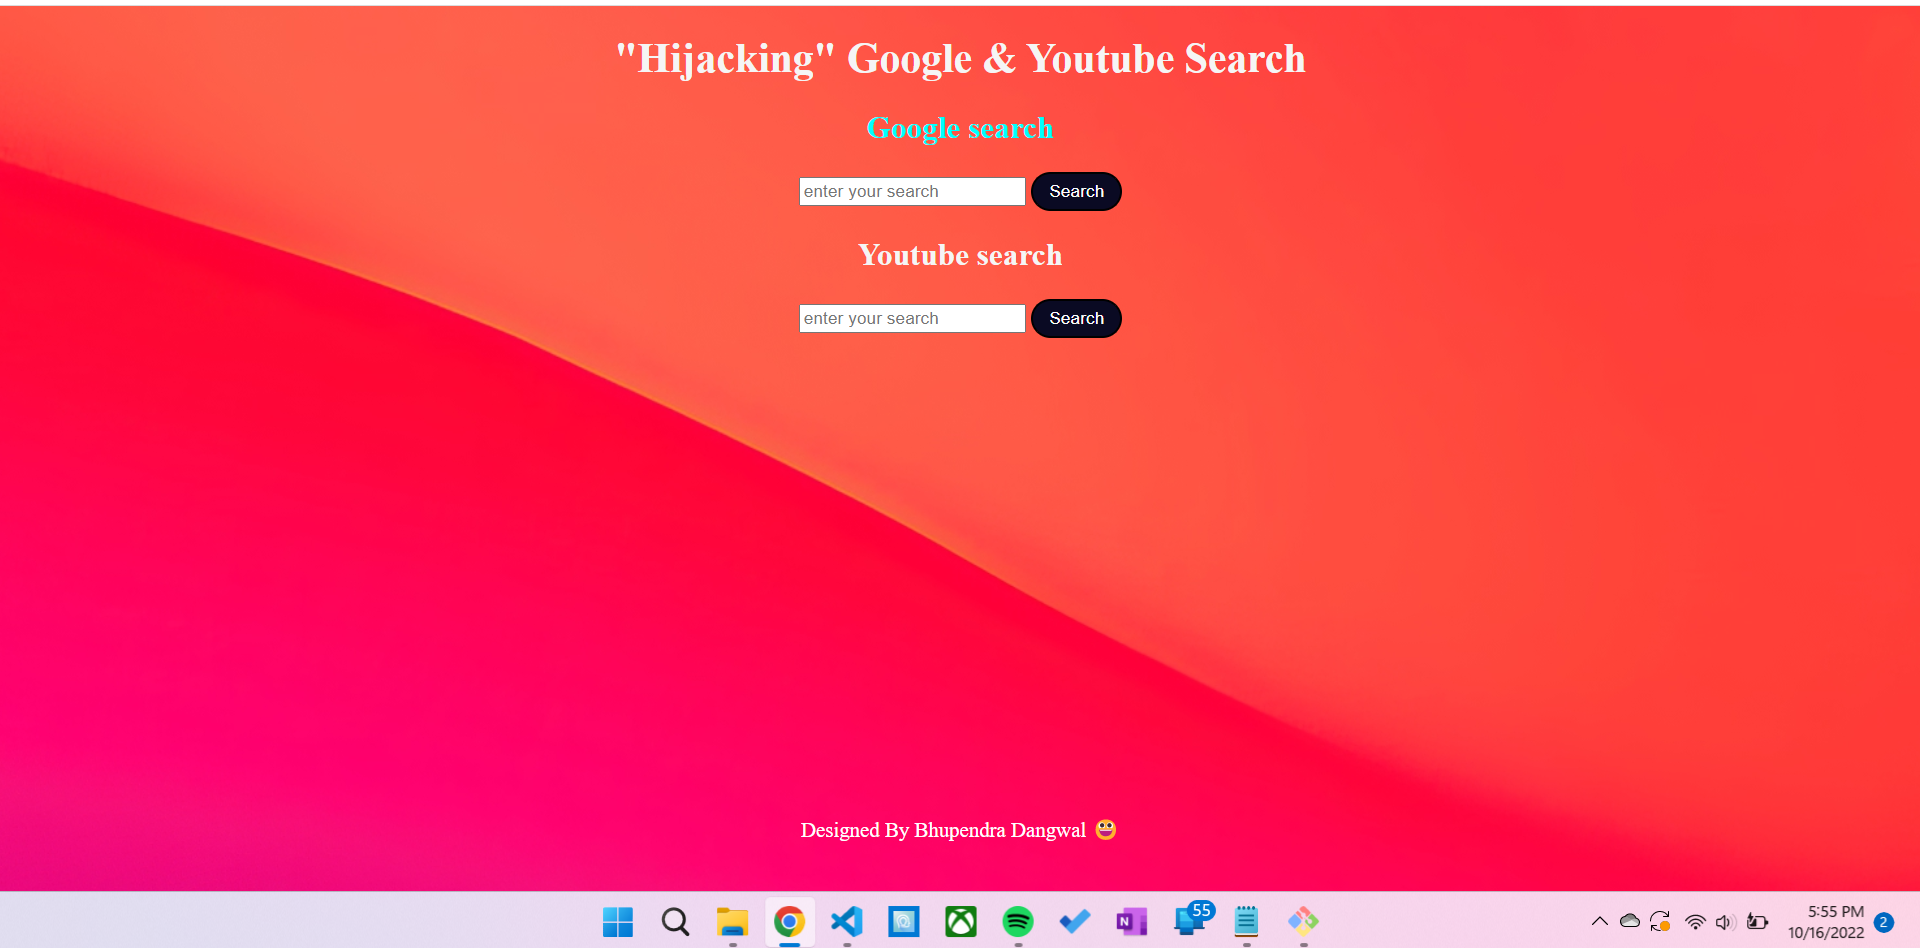 "Hijacking" Google & Youtube Search
Google search
enter your search Search
Youtube search
enter your search Search
Designed By Bhupendra Dangwal 😀
N 55 5:55 PM
10/16/2022 2